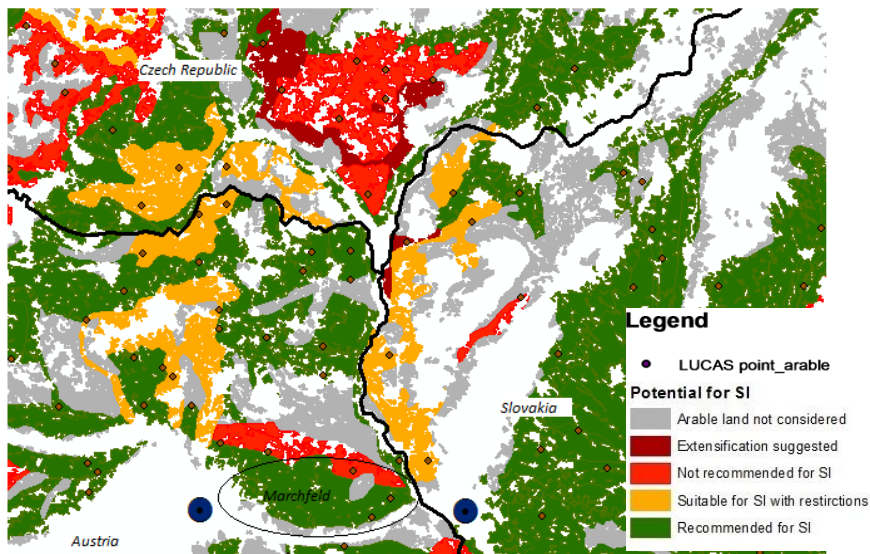 Czech Republic
Slovakia
Marchfeld
Austria
Legend
LUCAS point_arable
Potential for SI
Arable land not considered
Extensification suggested
Not recommended for SI
Suitable for SI with restirctions
Recommended for SI